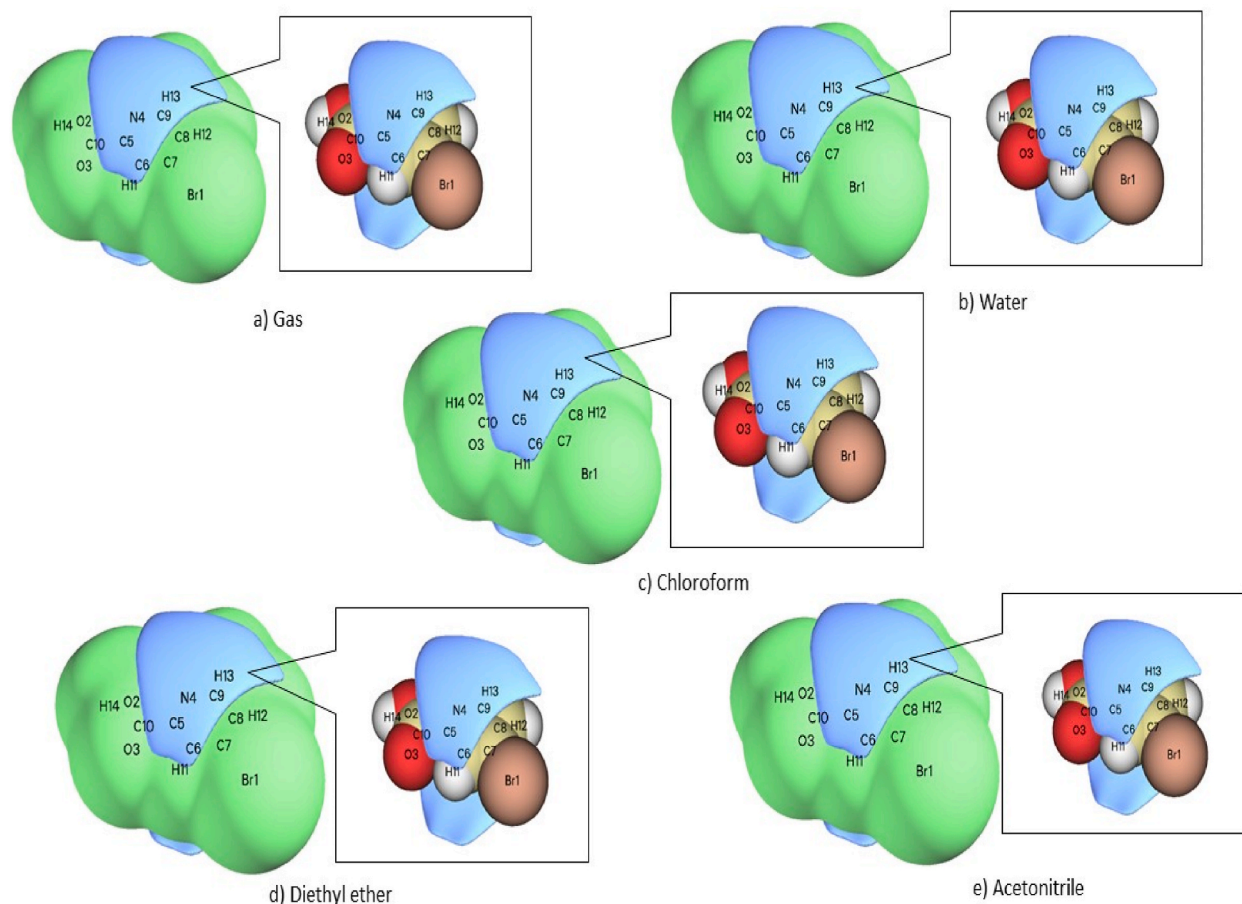 H13
N4
C9
H14
O2
C5
C8
H12
C10
O3
C6
C7
H11
Br1
H13
N4
C9
O2
H14
C10
C5
C8
H12
O3
C6
C7
H11
Br1
a) Gas
H13
N4
C9
H14
O2
C5
C8
H12
C10
O3
C6
C7
H11
Br1
H13
N4
C9
O2
H14
C10
C5
C8
H12
O3
C6
C7
H11
Br1
b) Water
H13
N4
C9
H14
O2
C5
C8
H12
C10
O3
C6
C7
H11
Br1
H13
N4
C9
O2
H14
C10
C5
C8
H12
O3
C6
C7
H11
Br1
c) Chloroform
H13
N4
C9
H14
O2
C5
C8
H12
C10
O3
C6
C7
H11
Br1
H13
N4
C9
O2
H14
C10
C5
C8
H12
O3
C6
C7
H11
Br1
d) Diethyl ether
H13
N4
C9
H14
O2
C5
C8
H12
C10
O3
C6
C7
H11
Br1
H13
N4
C9
O2
H14
C10
C5
C8
H12
O3
C6
C7
H11
Br1
e) Acetonitrile